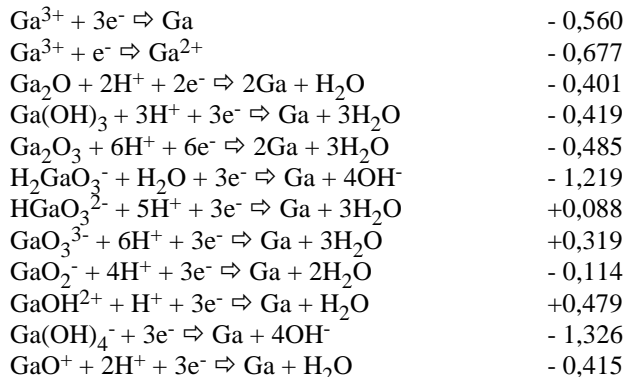 Ga³⁺ + 3e⁻ ⇨ Ga - 0,560
Ga³⁺ + e⁻ ⇨ Ga²⁺ - 0,677
Ga₂O + 2H⁺ + 2e⁻ ⇨ 2Ga + H₂O - 0,401
Ga(OH)₃ + 3H⁺ + 3e⁻ ⇨ Ga + 3H₂O - 0,419
Ga₂O₃ + 6H⁺ + 6e⁻ ⇨ 2Ga + 3H₂O - 0,485
H₂GaO₃⁻ + H₂O + 3e⁻ ⇨ Ga + 4OH⁻ - 1,219
HGaO₃²⁻ + 5H⁺ + 3e⁻ ⇨ Ga + 3H₂O +0,088
GaO₃³⁻ + 6H⁺ + 3e⁻ ⇨ Ga + 3H₂O +0,319
GaO₂⁻ + 4H⁺ + 3e⁻ ⇨ Ga + 2H₂O - 0,114
GaOH²⁺ + H⁺ + 3e⁻ ⇨ Ga + H₂O +0,479
Ga(OH)₄⁻ + 3e⁻ ⇨ Ga + 4OH⁻ - 1,326
GaO⁺ + 2H⁺ + 3e⁻ ⇨ Ga + H₂O - 0,415